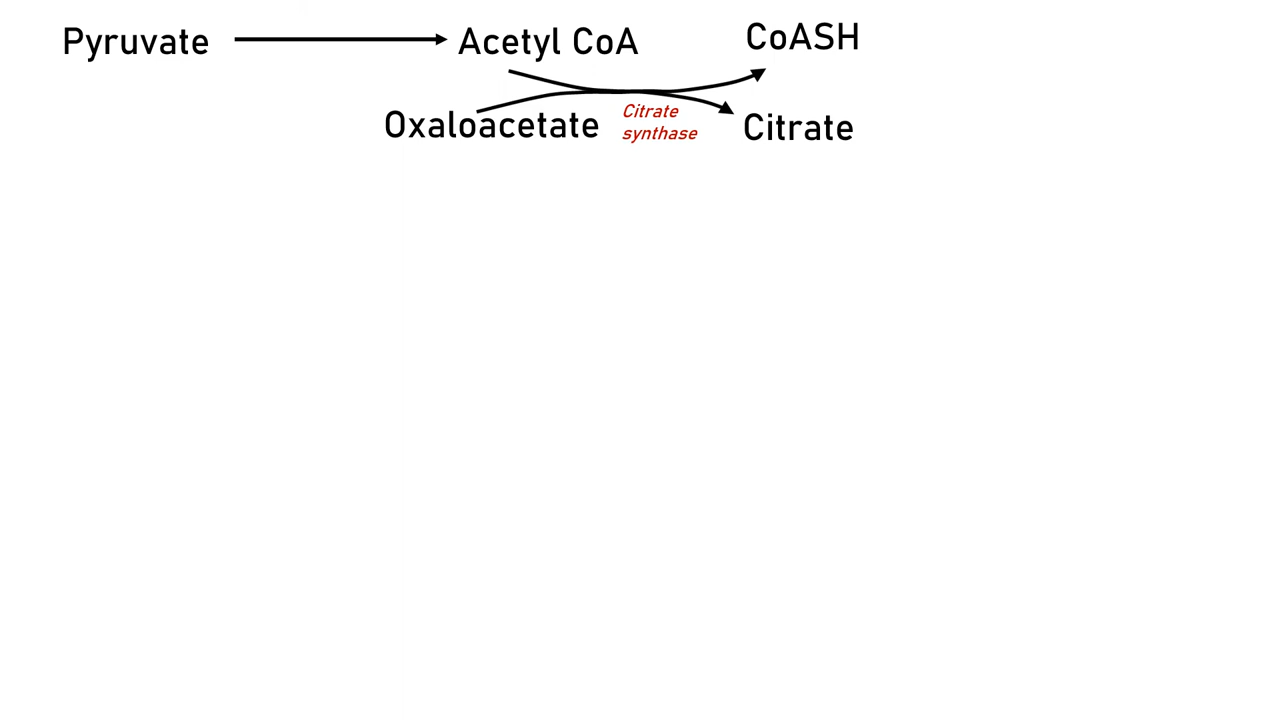 Pyruvate
Acetyl CoA
CoASH
Oxaloacetate
Citrate
synthase
Citrate